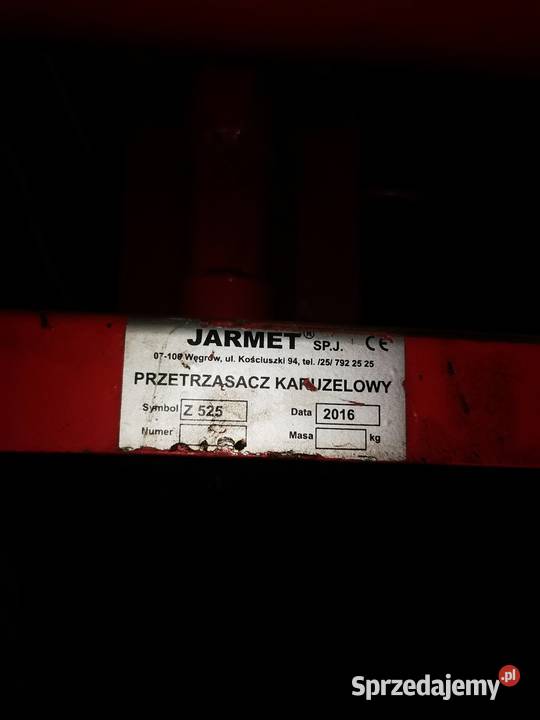 JARMET® SP.J. CE
07-100 Węgrów, ul. Kościuszki 94, tel. /25/ 792 25 25
PRZETRZĄSACZ KARUZELOWY
Symbol Z 525 Data 2016
Numer Masa kg
Sprzedajemy.pl